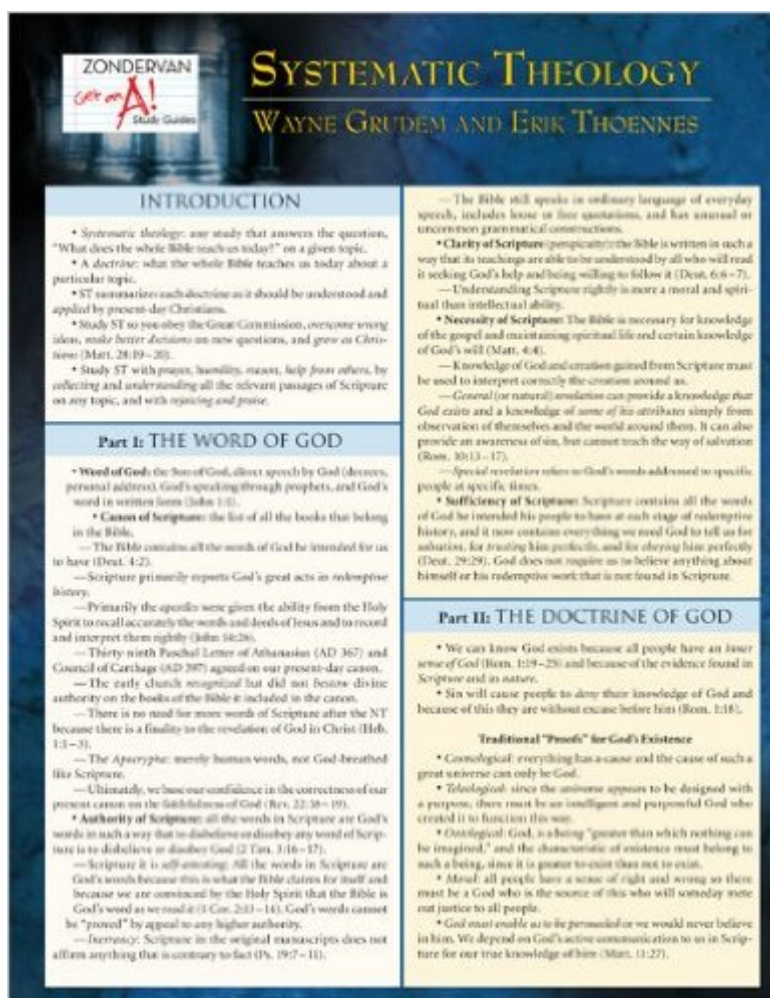 ZONDERVAN
Get an A!
Study Guides
SYSTEMATIC THEOLOGY
WAYNE GRUDEM AND ERIK THOENNES
INTRODUCTION
• Systematic theology: any study that answers the question,
"What does the whole Bible teach us today?" on a given topic.
• A doctrine: what the whole Bible teaches us today about a
particular topic.
• ST summarizes each doctrine as it should be understood and
applied by present-day Christians.
• Study ST so you obey the Great Commission, overcome wrong
ideas, make better decisions on new questions, and grow as Chris-
tians (Matt. 28:19–20).
• Study ST with prayer, humility, reason, help from others, by
collecting and understanding all the relevant passages of Scripture
on any topic, and with rejoicing and praise.
Part I: THE WORD OF GOD
• Word of God: the Son of God, direct speech by God (decrees,
personal address), God's speaking through prophets, and God's
word in written form (John 1:1).
• Canon of Scripture: the list of all the books that belong
in the Bible.
— The Bible contains all the words of God he intended for us
to have (Deut. 4:2).
—Scripture primarily reports God's great acts in redemptive
history.
—Primarily the apostles were given the ability from the Holy
Spirit to recall accurately the words and deeds of Jesus and to record
and interpret them rightly (John 14:26).
—Thirty-ninth Paschal Letter of Athanasius (AD 367) and
Council of Carthage (AD 397) agreed on our present-day canon.
—The early church recognized but did not bestow divine
authority on the books of the Bible it included in the canon.
—There is no need for more words of Scripture after the NT
because there is a finality to the revelation of God in Christ (Heb.
1:1–3).
—The Apocrypha: merely human words, not God-breathed
like Scripture.
—Ultimately, we base our confidence in the correctness of our
present canon on the faithfulness of God (Rev. 22:18–19).
• Authority of Scripture: all the words in Scripture are God's
words in such a way that to disbelieve or disobey any word of Scrip-
ture is to disbelieve or disobey God (2 Tim. 3:16–17).
—Scripture it is self-attesting: All the words in Scripture are
God's words because this is what the Bible claims for itself and
because we are convinced by the Holy Spirit that the Bible is
God's word as we read it (1 Cor. 2:13–14). God's words cannot
be "proved" by appeal to any higher authority.
—Inerrancy: Scripture in the original manuscripts does not
affirm anything that is contrary to fact (Ps. 19:7–11).
—The Bible still speaks in ordinary language of everyday
speech, includes loose or free quotations, and has unusual or
uncommon grammatical constructions.
• Clarity of Scripture (perspicuity): the Bible is written in such a
way that its teachings are able to be understood by all who will read
it seeking God's help and being willing to follow it (Deut. 6:6–7).
—Understanding Scripture rightly is more a moral and spiri-
tual than intellectual ability.
• Necessity of Scripture: The Bible is necessary for knowledge
of the gospel and maintaining spiritual life and certain knowledge
of God's will (Matt. 4:4).
—Knowledge of God and creation gained from Scripture must
be used to interpret correctly the creation around us.
—General (or natural) revelation can provide a knowledge that
God exists and a knowledge of some of his attributes simply from
observation of themselves and the world around them. It can also
provide an awareness of sin, but cannot teach the way of salvation
(Rom. 10:13–17).
—Special revelation refers to God's words addressed to specific
people at specific times.
• Sufficiency of Scripture: Scripture contains all the words
of God he intended his people to have at each stage of redemptive
history, and it now contains everything we need God to tell us for
salvation, for trusting him perfectly, and for obeying him perfectly
(Deut. 29:29). God does not require us to believe anything about
himself or his redemptive work that is not found in Scripture.
Part II: THE DOCTRINE OF GOD
• We can know God exists because all people have an inner
sense of God (Rom. 1:19–25) and because of the evidence found in
Scripture and in nature.
• Sin will cause people to deny their knowledge of God and
because of this they are without excuse before him (Rom. 1:18).
Traditional "Proofs" for God's Existence
• Cosmological: everything has a cause and the cause of such a
great universe can only be God.
• Teleological: since the universe appears to be designed with
a purpose, there must be an intelligent and purposeful God who
created it to function this way.
• Ontological: God, is a being "greater than which nothing can
be imagined," and the characteristic of existence must belong to
such a being, since it is greater to exist than not to exist.
• Moral: all people have a sense of right and wrong so there
must be a God who is the source of this who will someday mete
out justice to all people.
• God must enable us to be persuaded or we would never believe
in him. We depend on God's active communication to us in Scrip-
ture for our true knowledge of him (Matt. 11:27).